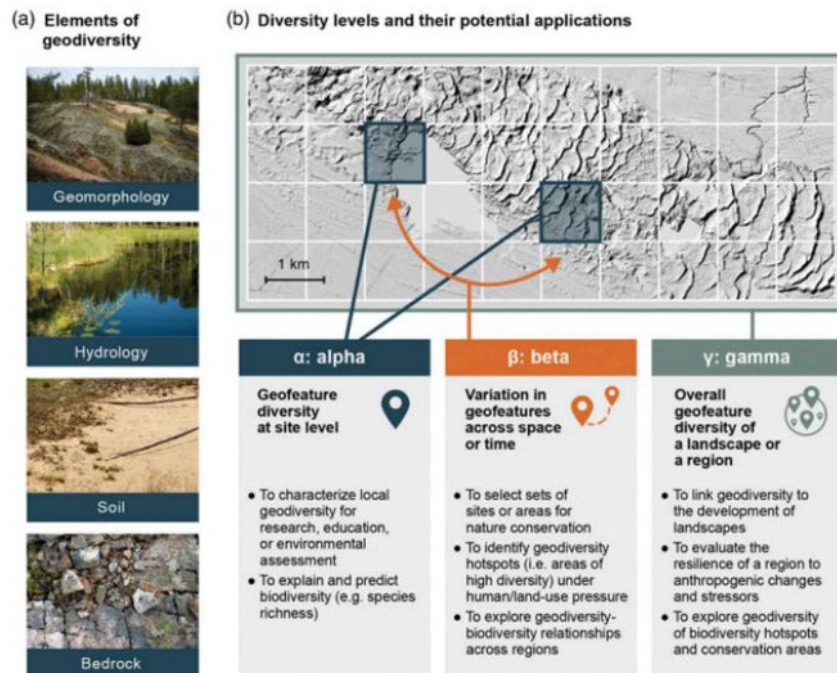 (a) Elements of
geodiversity
Geomorphology
Hydrology
Soil
Bedrock
(b) Diversity levels and their potential applications
1 km
α: alpha
Geofeature
diversity
at site level
● To characterize local
geodiversity for
research, education,
or environmental
assessment
● To explain and predict
biodiversity (e.g. species
richness)
β: beta
Variation in
geofeatures
across space
or time
● To select sets of
sites or areas for
nature conservation
● To identify geodiversity
hotspots (i.e. areas of
high diversity) under
human/land-use pressure
● To explore geodiversity-
biodiversity relationships
across regions
γ: gamma
Overall
geofeature
diversity of
a landscape or
a region
● To link geodiversity to
the development of
landscapes
● To evaluate the
resilience of a region to
anthropogenic changes
and stressors
● To explore geodiversity
of biodiversity hotspots
and conservation areas